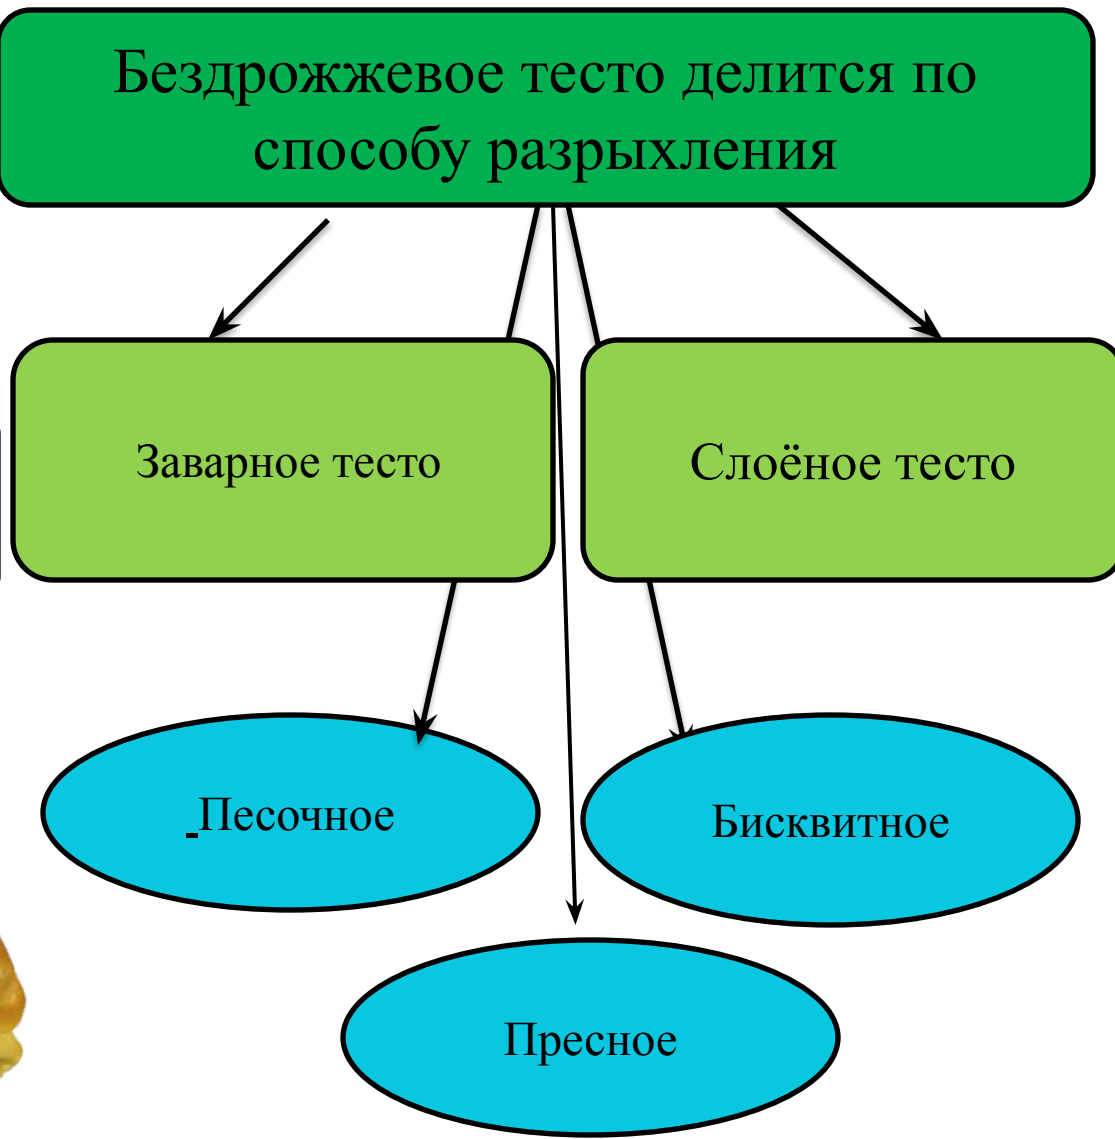 Бездрожжевое тесто делится по
способу разрыхления
Заварное тесто
Слоёное тесто
Песочное
Бисквитное
Пресное